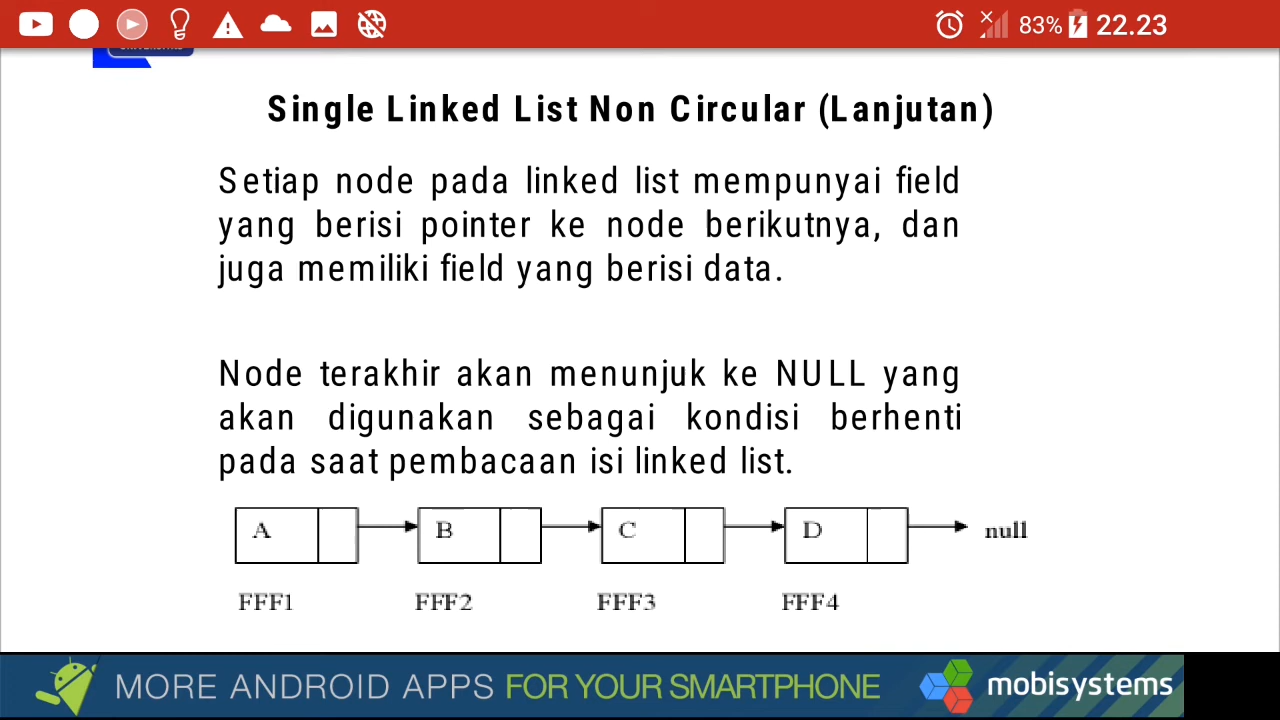 83% 22.23
Single Linked List Non Circular (Lanjutan)
Setiap node pada linked list mempunyai field
yang berisi pointer ke node berikutnya, dan
juga memiliki field yang berisi data.
Node terakhir akan menunjuk ke NULL yang
akan digunakan sebagai kondisi berhenti
pada saat pembacaan isi linked list.
A B C D null
FFF1 FFF2 FFF3 FFF4
MORE ANDROID APPS FOR YOUR SMARTPHONE mobisystems